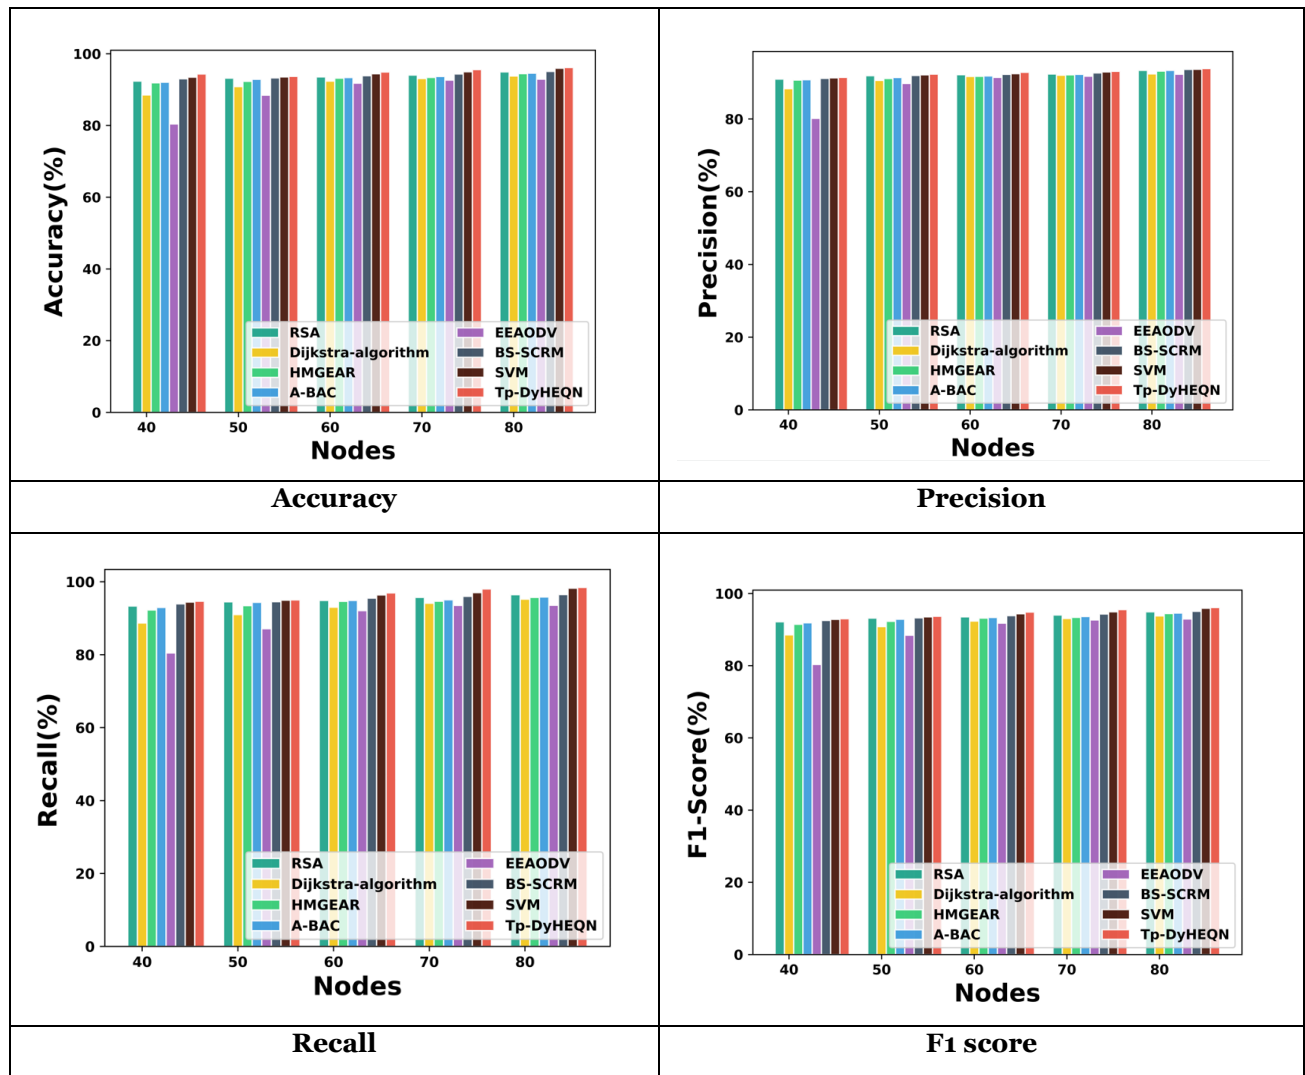 100
80
60
40
20
0
Accuracy(%)
RSA
Dijkstra-algorithm
HMGEAR
A-BAC
EEAODV
BS-SCRM
SVM
Tp-DyHEQN
40 50 60 70 80
Nodes
80
60
40
20
0
Precision(%)
RSA
Dijkstra-algorithm
HMGEAR
A-BAC
EEAODV
BS-SCRM
SVM
Tp-DyHEQN
40 50 60 70 80
Nodes
Accuracy
Precision
100
80
60
40
20
0
Recall(%)
RSA
Dijkstra-algorithm
HMGEAR
A-BAC
EEAODV
BS-SCRM
SVM
Tp-DyHEQN
40 50 60 70 80
Nodes
100
80
60
40
20
0
F1-Score(%)
RSA
Dijkstra-algorithm
HMGEAR
A-BAC
EEAODV
BS-SCRM
SVM
Tp-DyHEQN
40 50 60 70 80
Nodes
Recall
F1 score